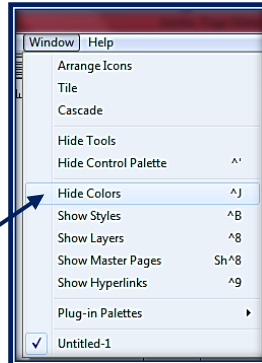 Window Help
Arrange Icons
Tile
Cascade
Hide Tools
Hide Control Palette ^'
Hide Colors ^J
Show Styles ^B
Show Layers ^8
Show Master Pages Sh^8
Show Hyperlinks ^9
Plug-in Palettes
Untitled-1